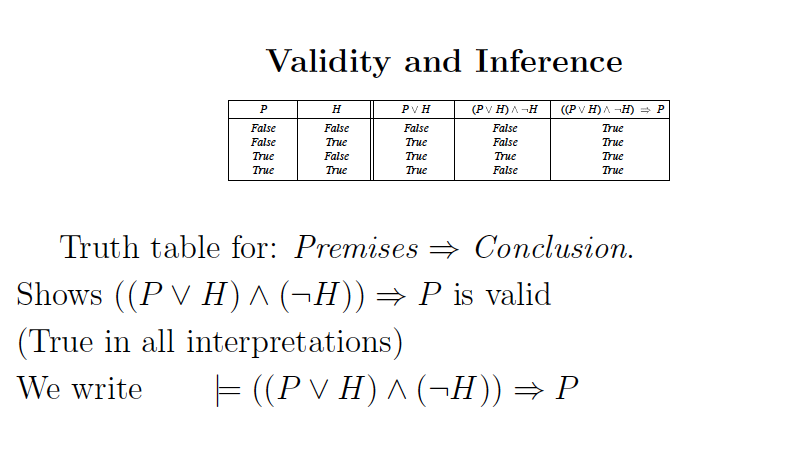 Validity and Inference
P H P ∨ H (P ∨ H) ∧ ¬H ((P ∨ H) ∧ ¬H) ⇒ P
False False False False True
False True True False True
True False True True True
True True True False True
Truth table for: Premises ⇒ Conclusion.
Shows ((P ∨ H) ∧ (¬H)) ⇒ P is valid
(True in all interpretations)
We write ⊨ ((P ∨ H) ∧ (¬H)) ⇒ P